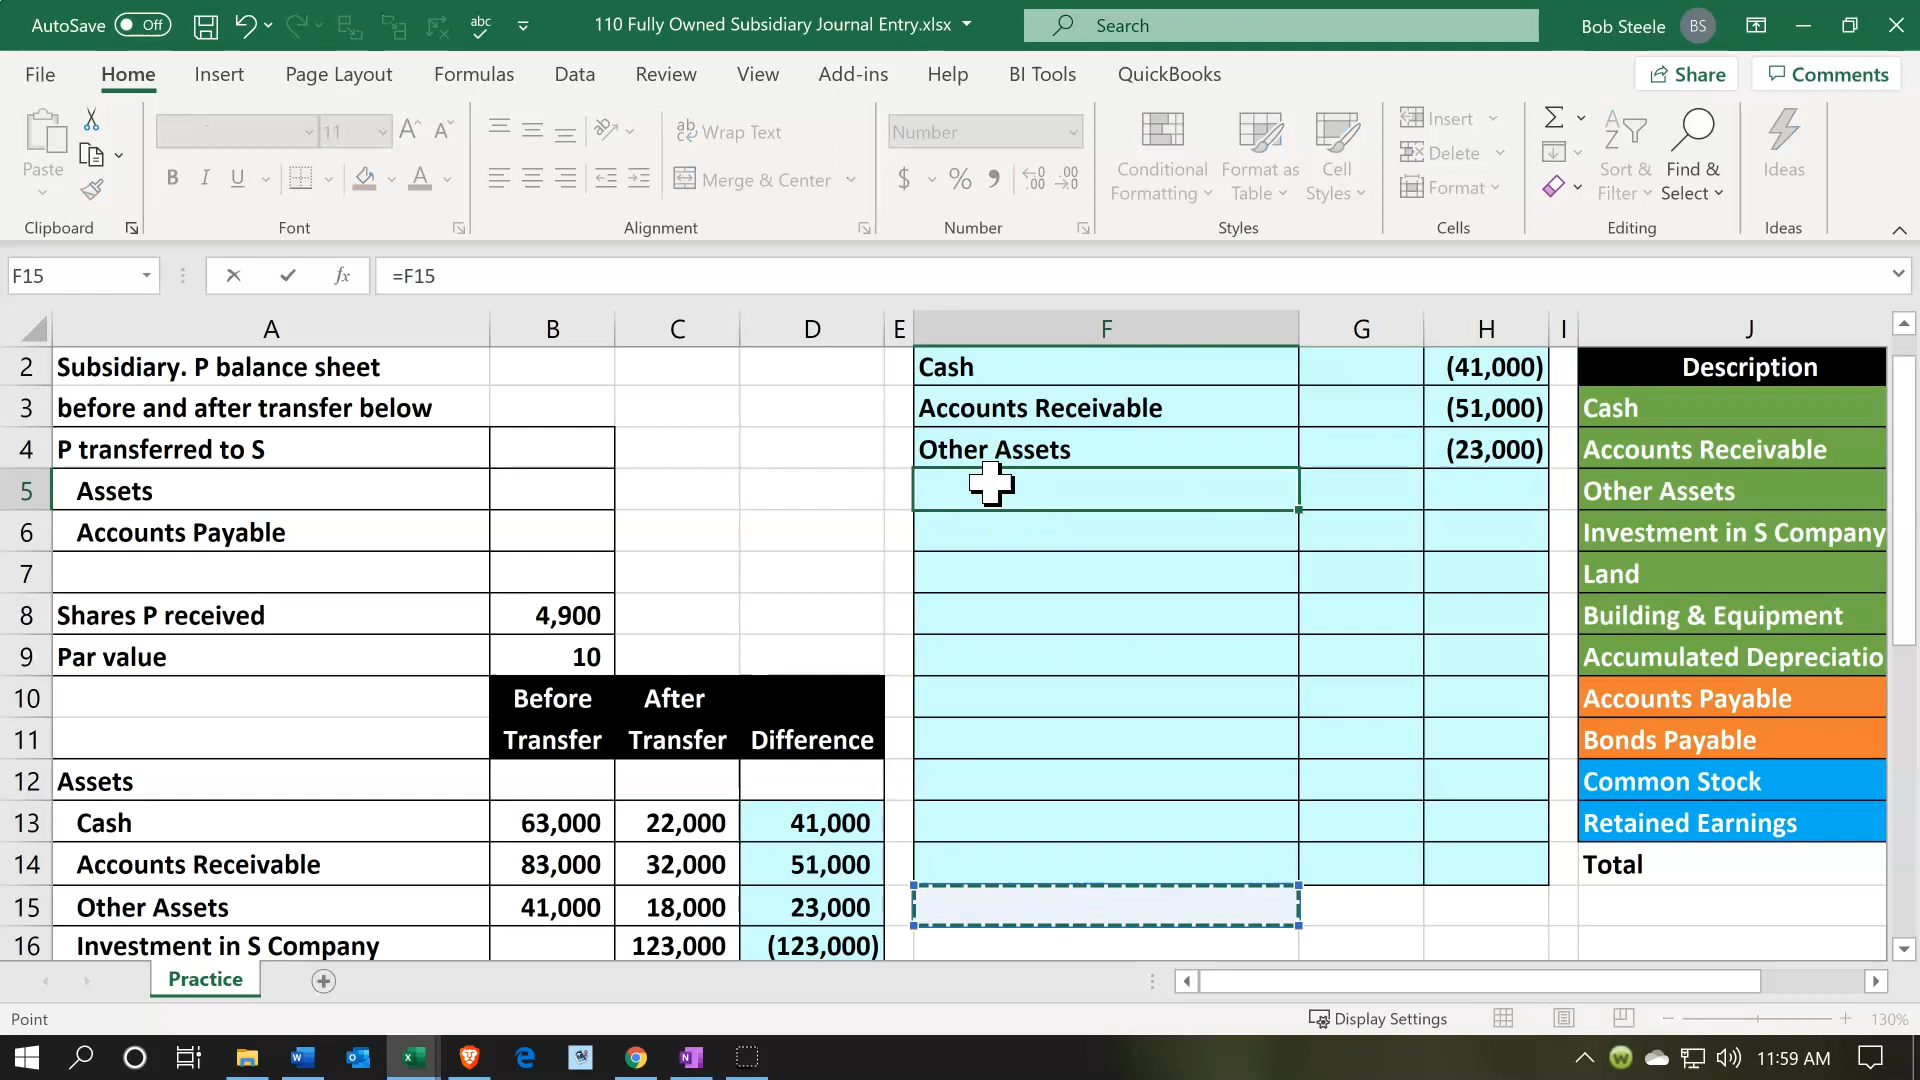 AutoSave Off abc 110 Fully Owned Subsidiary Journal Entry.xlsx Search Bob Steele BS
File Home Insert Page Layout Formulas Data Review View Add-ins Help BI Tools QuickBooks Share Comments
Paste 11 A A ab Wrap Text Number Conditional Formatting Format as Table Cell Styles Insert Delete Format Sort & Filter Find & Select Ideas
B I U A Merge & Center $ % 9 .00 .00
Clipboard Font Alignment Number Styles Cells Editing Ideas
F15 fx =F15
A B C D E F G H I J
2 Subsidiary. P balance sheet Cash (41,000) Description
3 before and after transfer below Accounts Receivable (51,000) Cash
4 P transferred to S Other Assets (23,000) Accounts Receivable
5 Assets Other Assets
6 Accounts Payable Investment in S Company
7 Land
8 Shares P received 4,900 Building & Equipment
9 Par value 10 Accumulated Depreciatio
10 Before After Accounts Payable
11 Transfer Transfer Difference Bonds Payable
12 Assets Common Stock
13 Cash 63,000 22,000 41,000 Retained Earnings
14 Accounts Receivable 83,000 32,000 51,000 Total
15 Other Assets 41,000 18,000 23,000
16 Investment in S Company 123,000 (123,000)
Practice
Point Display Settings 130%
11:59 AM